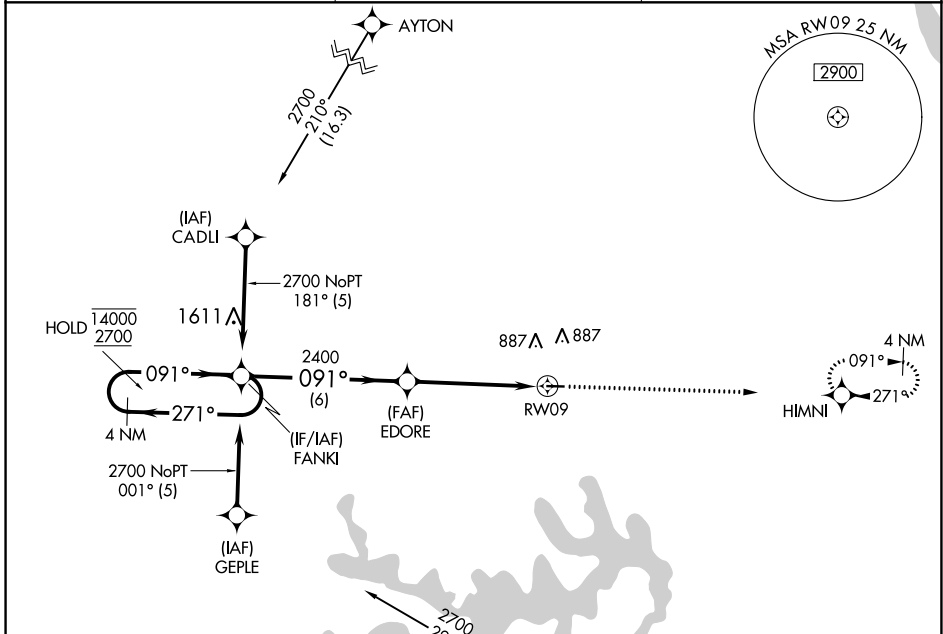 AYTON
MSA RW09 25 NM
2900
2700
210°
(16.3)
(IAF)
CADLI
2700 NoPT
181° (5)
1611
HOLD 14000
2700
091°
271°
4 NM
2400
091°
(6)
(FAF)
EDORE
887
887
RW09
4 NM
091°
271°
HIMNI
(IF/IAF)
FANKI
2700 NoPT
001° (5)
(IAF)
GEPLE
2700